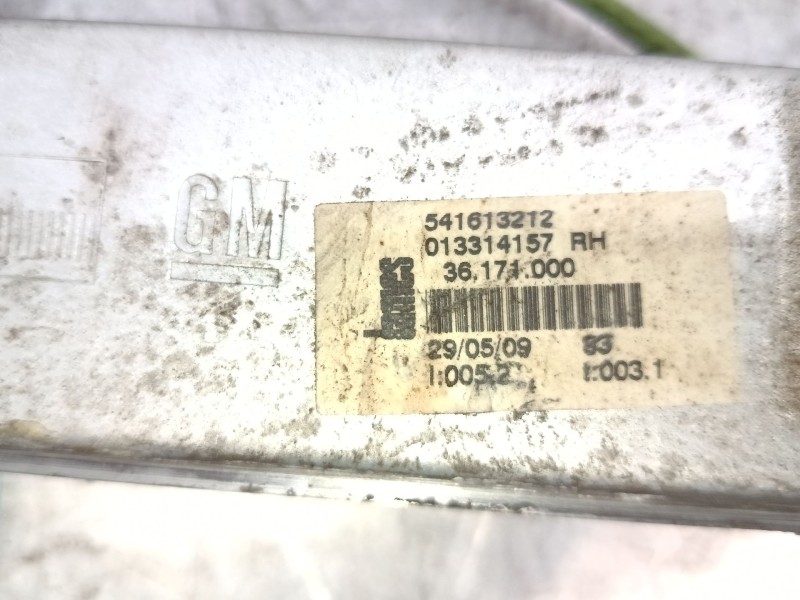 GM
541613212
013314157 RH
36.171.000
29/05/09 93
I:005.2 I:003.1